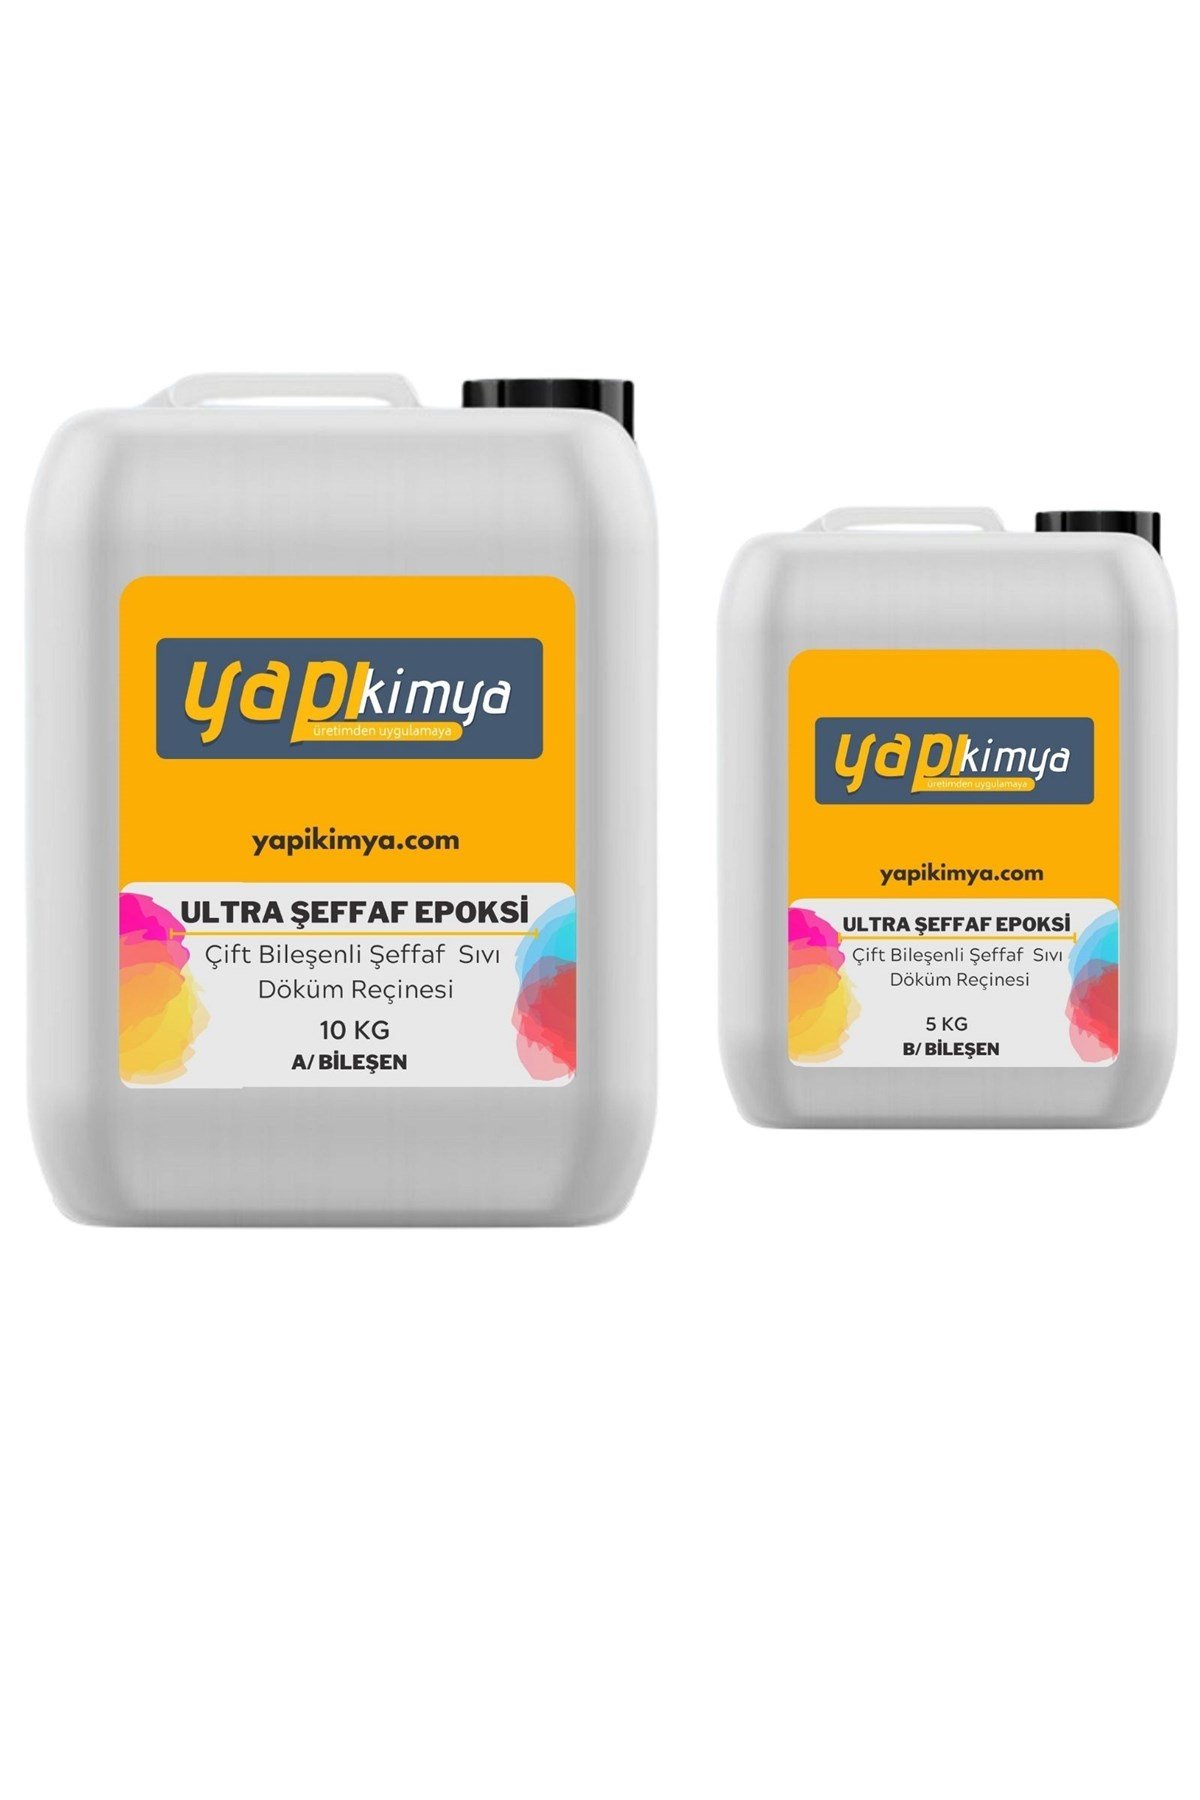 yapıkimya
üretimden uygulamaya
yapikimya.com
ULTRA ŞEFFAF EPOKSİ
Çift Bileşenli Şeffaf Sıvı
Döküm Reçinesi
10 KG
A/ BİLEŞEN
yapıkimya
üretimden uygulamaya
yapikimya.com
ULTRA ŞEFFAF EPOKSİ
Çift Bileşenli Şeffaf Sıvı
Döküm Reçinesi
5 KG
B/ BİLEŞEN